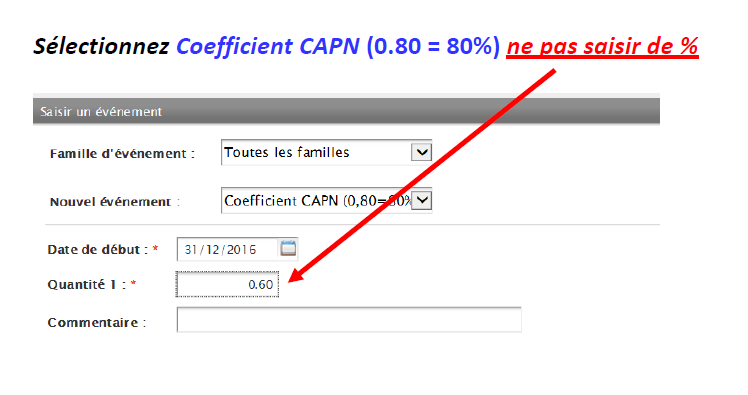 Sélectionnez Coefficient CAPN (0.80 = 80%) ne pas saisir de %
Saisir un événement
Famille d'événement : Toutes les familles
Nouvel événement : Coefficient CAPN (0,80=80%
Date de début : * 31/12/2016
Quantité 1 : * 0.60
Commentaire :